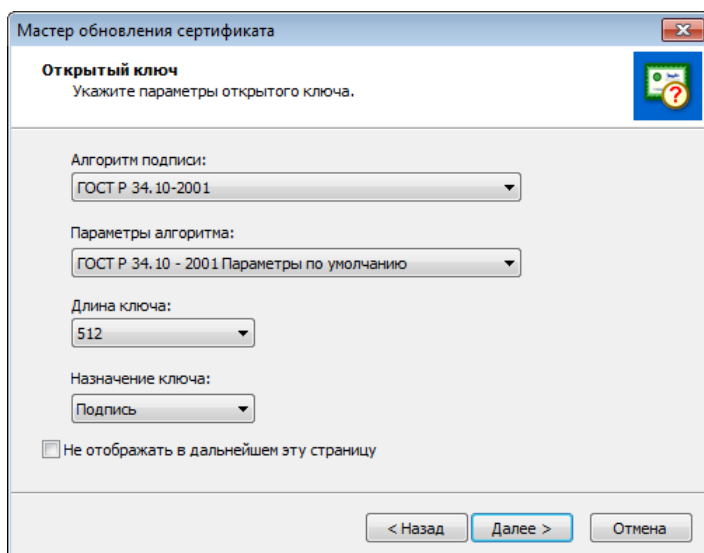 Мастер обновления сертификата
Открытый ключ
Укажите параметры открытого ключа.
Алгоритм подписи:
ГОСТ Р 34.10-2001
Параметры алгоритма:
ГОСТ Р 34.10 - 2001 Параметры по умолчанию
Длина ключа:
512
Назначение ключа:
Подпись
Не отображать в дальнейшем эту страницу
< Назад Далее > Отмена